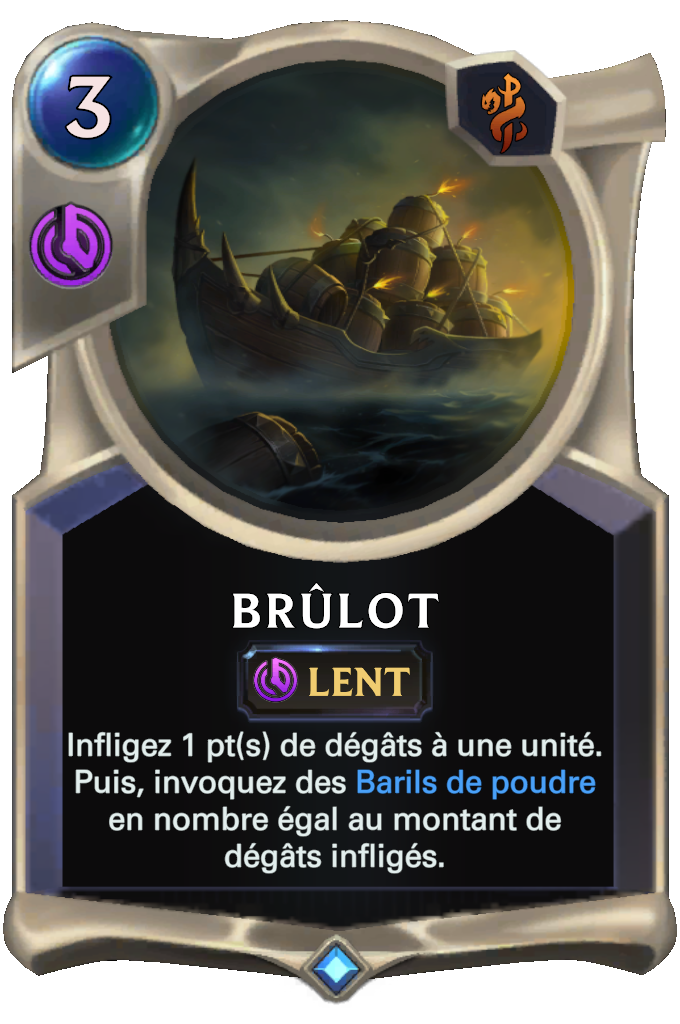 3
BRÛLOT
LENT
Infligez 1 pt(s) de dégâts à une unité.
Puis, invoquez des Barils de poudre
en nombre égal au montant de
dégâts infligés.